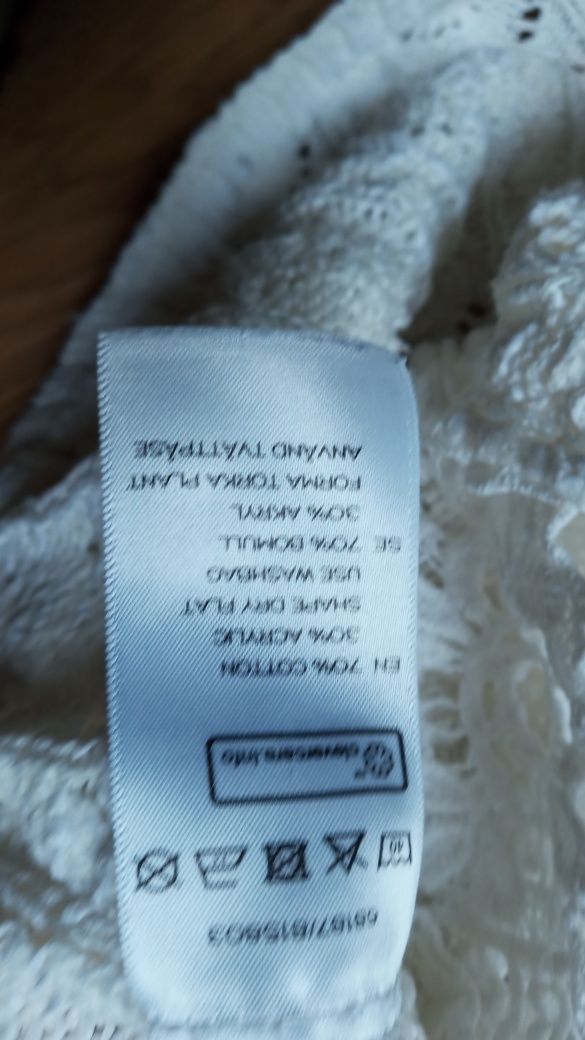 40
clevercare.info
EN 70% COTTON
30% ACRYLIC
SHAPE DRY FLAT
USE WASHBAG
SE 70% BOMULL
30% AKRYL
FORMA TORKA PLANT
ANVÄND TVÄTTPÅSE